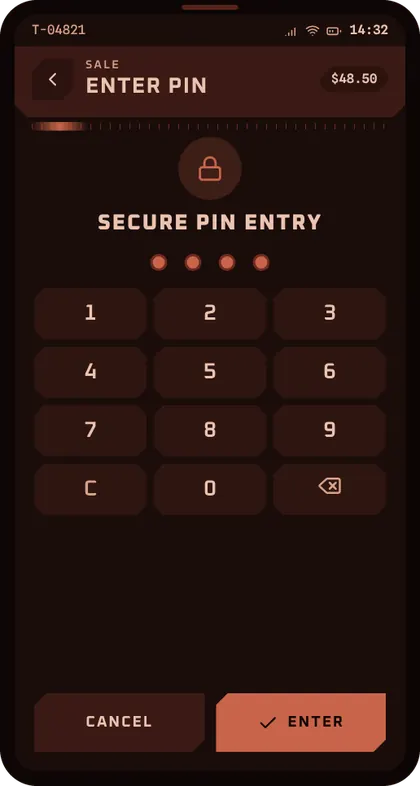 T-04821 14:32
SALE
ENTER PIN $48.50
SECURE PIN ENTRY
1 2 3
4 5 6
7 8 9
C 0
CANCEL ENTER